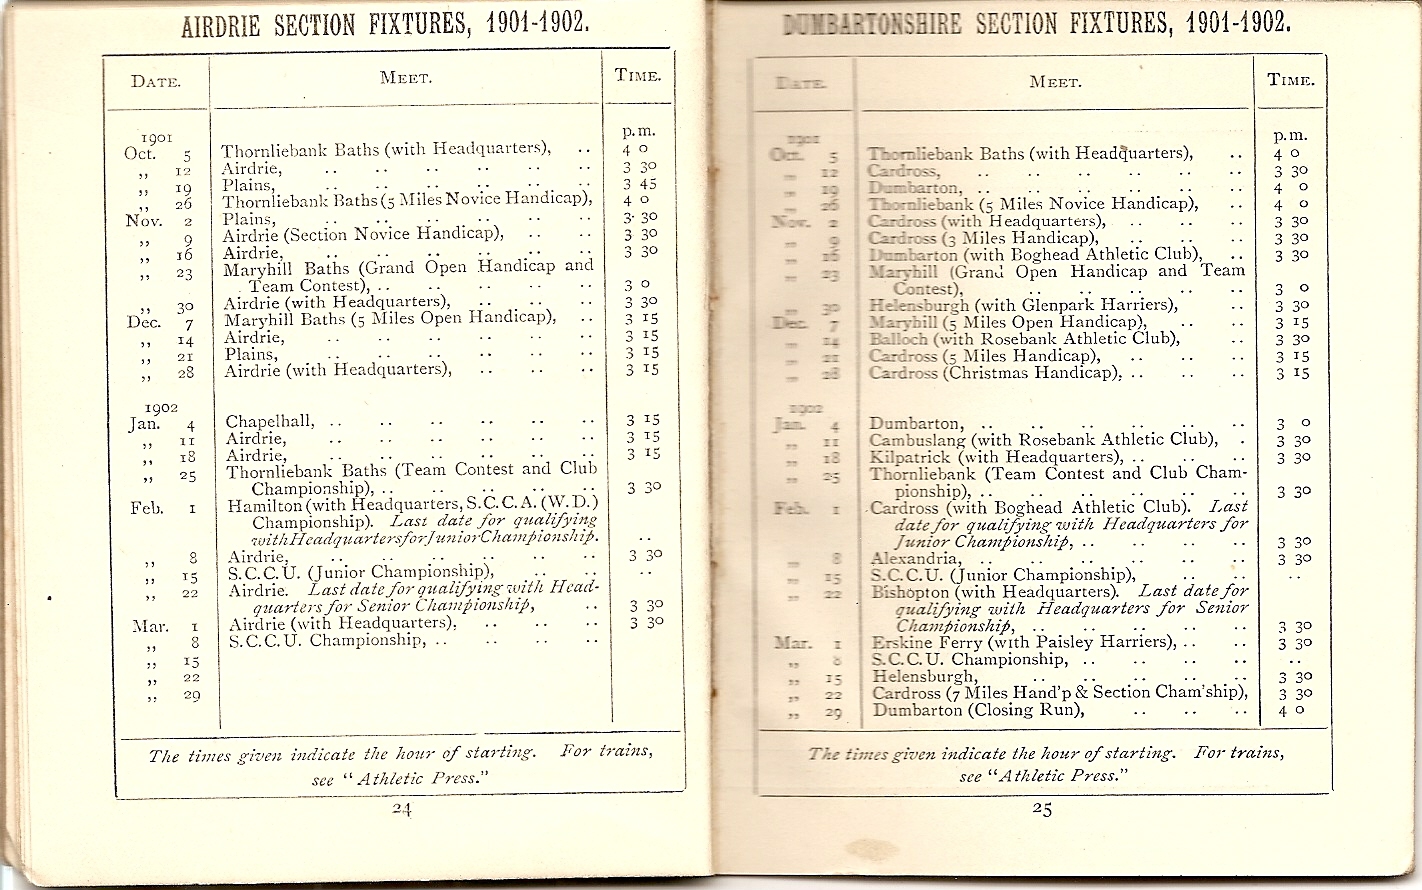 AIRDRIE SECTION FIXTURES, 1901-1902.
DATE. MEET. TIME.
1901 p.m.
Oct. 5 Thornliebank Baths (with Headquarters), .. 4 0
„ 12 Airdrie, .. .. .. .. .. .. 3 30
„ 19 Plains, .. .. .. .. .. .. 3 45
„ 26 Thornliebank Baths (5 Miles Novice Handicap), 4 0
Nov. 2 Plains, .. .. .. .. .. .. 3 30
„ 9 Airdrie (Section Novice Handicap), .. .. 3 30
„ 16 Airdrie, .. .. .. .. .. .. 3 30
„ 23 Maryhill Baths (Grand Open Handicap and
Team Contest), .. .. .. .. .. 3 0
„ 30 Airdrie (with Headquarters), .. .. .. 3 30
Dec. 7 Maryhill Baths (5 Miles Open Handicap), .. 3 15
„ 14 Airdrie, .. .. .. .. .. .. 3 15
„ 21 Plains, .. .. .. .. .. .. 3 15
„ 28 Airdrie (with Headquarters), .. .. .. 3 15
1902
Jan. 4 Chapelhall, .. .. .. .. .. .. 3 15
„ 11 Airdrie, .. .. .. .. .. .. 3 15
„ 18 Airdrie, .. .. .. .. .. .. 3 15
„ 25 Thornliebank Baths (Team Contest and Club
Championship), .. .. .. .. .. 3 30
Feb. 1 Hamilton (with Headquarters, S.C.C.A. (W.D.)
Championship). Last date for qualifying
with Headquarters for Junior Championship. ..
„ 8 Airdrie, .. .. .. .. .. .. 3 30
„ 15 S.C.C.U. (Junior Championship), .. .. ..
„ 22 Airdrie. Last date for qualifying with Head-
quarters for Senior Championship, .. 3 30
Mar. 1 Airdrie (with Headquarters), .. .. .. 3 30
„ 8 S.C.C.U. Championship, .. .. .. ..
„ 15
„ 22
„ 29
The times given indicate the hour of starting. For trains,
see "Athletic Press."
24
DUMBARTONSHIRE SECTION FIXTURES, 1901-1902.
DATE. MEET. TIME.
1901 p.m.
Oct. 5 Thornliebank Baths (with Headquarters), .. 4 0
„ 12 Cardross, .. .. .. .. .. 3 30
„ 19 Dumbarton, .. .. .. .. .. .. 4 0
„ 26 Thornliebank (5 Miles Novice Handicap), .. 4 0
Nov. 2 Cardross (with Headquarters), .. .. .. 3 30
„ 9 Cardross (3 Miles Handicap), .. .. .. 3 30
„ 16 Dumbarton (with Boghead Athletic Club), .. 3 30
„ 23 Maryhill (Grand Open Handicap and Team
Contest), .. .. .. .. .. 3 0
„ 30 Helensburgh (with Glenpark Harriers), .. 3 30
Dec. 7 Maryhill (5 Miles Open Handicap), .. .. 3 15
„ 14 Balloch (with Rosebank Athletic Club), .. 3 30
„ 21 Cardross (5 Miles Handicap), .. .. .. 3 15
„ 28 Cardross (Christmas Handicap), .. .. .. 3 15
1902
Jan. 4 Dumbarton, .. .. .. .. .. .. 3 0
„ 11 Cambuslang (with Rosebank Athletic Club), . 3 30
„ 18 Kilpatrick (with Headquarters), .. .. .. 3 30
„ 25 Thornliebank (Team Contest and Club Cham-
pionship), .. .. .. .. .. .. 3 30
Feb. 1 Cardross (with Boghead Athletic Club). Last
date for qualifying with Headquarters for
Junior Championship, .. .. .. .. 3 30
„ 8 Alexandria, .. .. .. .. .. .. 3 30
„ 15 S.C.C.U. (Junior Championship), .. .. ..
„ 22 Bishopton (with Headquarters). Last date for
qualifying with Headquarters for Senior
Championship, .. .. .. .. .. 3 30
Mar. 1 Erskine Ferry (with Paisley Harriers), .. .. 3 30
„ 8 S.C.C.U. Championship, .. .. .. .. ..
„ 15 Helensburgh, .. .. .. .. .. 3 30
„ 22 Cardross (7 Miles Hand'p & Section Cham'ship), 3 30
„ 29 Dumbarton (Closing Run), .. .. .. 4 0
The times given indicate the hour of starting. For trains,
see "Athletic Press."
25